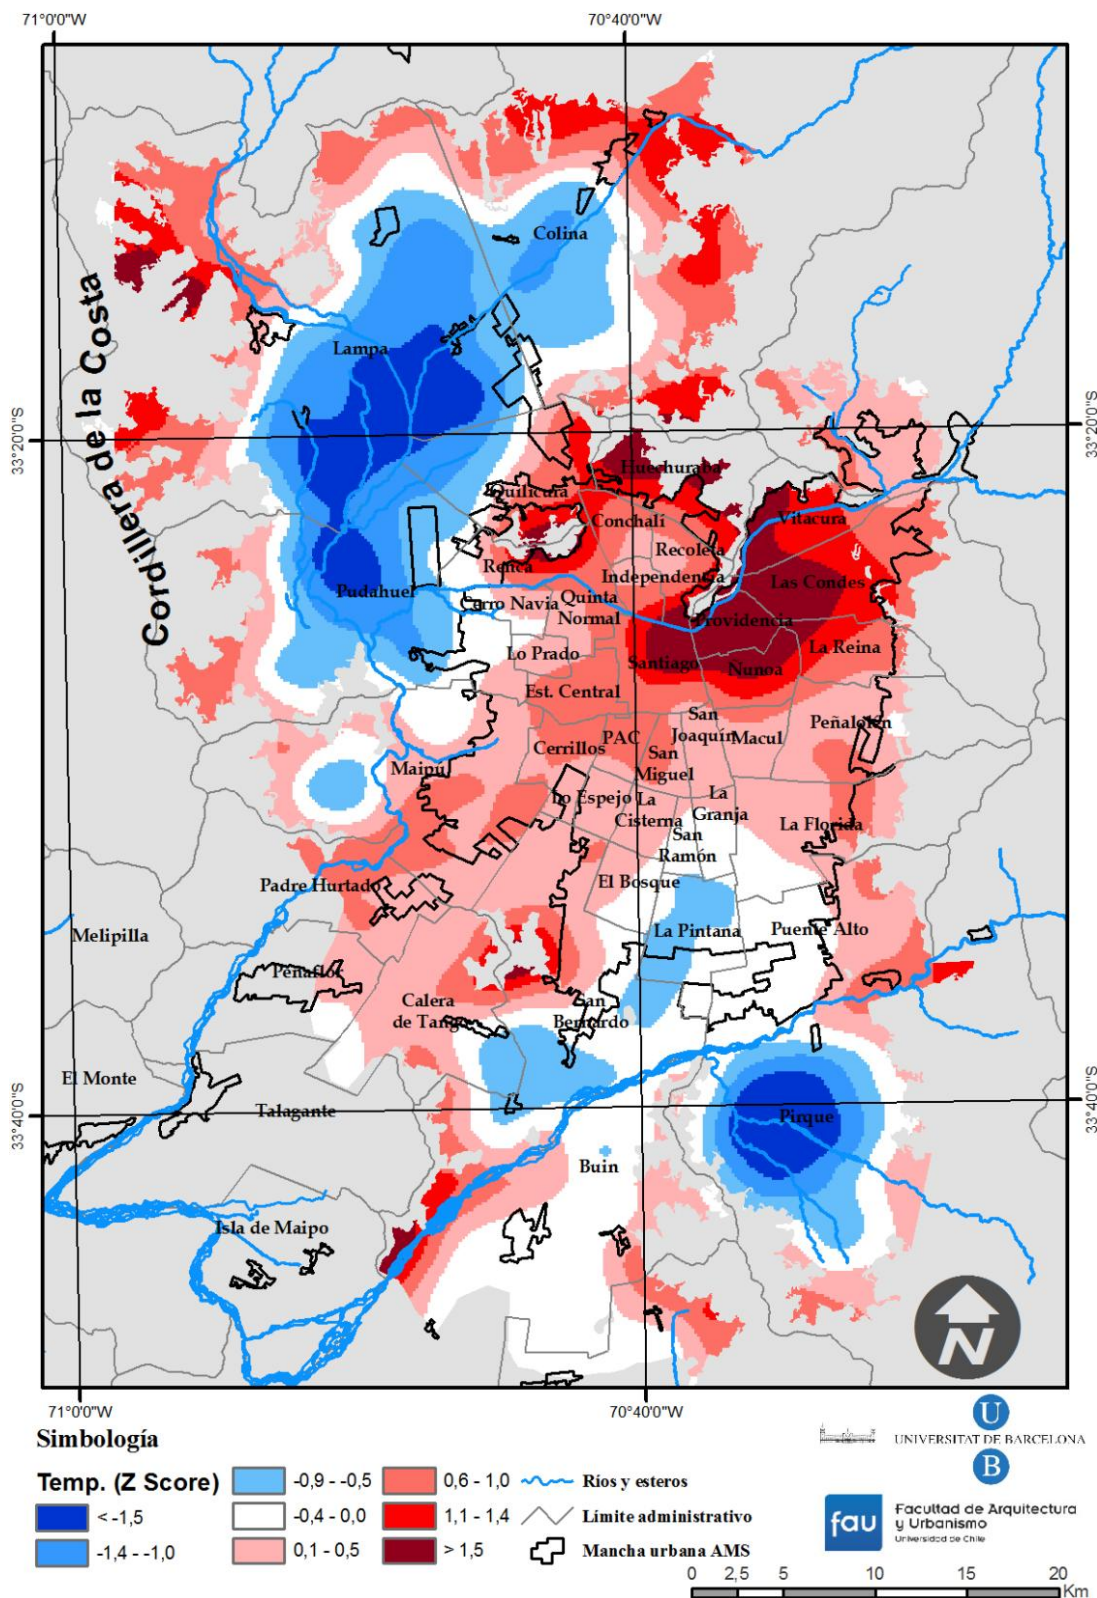 71°0'0"W
70°40'0"W
Colina
Cordillera de la Costa
Lampa
33°20'0"S
33°20'0"S
Huechuraba
Quilicura
Conchalí
Vitacura
Recoleta
Renca
Independencia
Las Condes
Pudahuel
Cerro Navia
Quinta
Normal
Providencia
Lo Prado
Santiago
Nunoa
La Reina
Est. Central
San
Joaquín
Peñalolén
Cerrillos
PAC
Macul
San
Miguel
Maipú
Lo Espejo
La
Cisterna
La
Granja
La Florida
San
Ramón
Padre Hurtado
El Bosque
Melipilla
La Pintana
Puente Alto
Peñaflor
Calera
de Tango
San
Bernardo
El Monte
Talagante
33°40'0"S
33°40'0"S
Pirque
Buin
Isla de Maipo
N
71°0'0"W
70°40'0"W
Simbología
Temp. (Z Score)
< -1,5
-1,4 - -1,0
-0,9 - -0,5
-0,4 - 0,0
0,1 - 0,5
0,6 - 1,0
1,1 - 1,4
> 1,5
Ríos y esteros
Límite administrativo
Mancha urbana AMS
U
UNIVERSITAT DE BARCELONA
B
fau
Facultad de Arquitectura
y Urbanismo
Universidad de Chile
0 2,5 5 10 15 20
Km